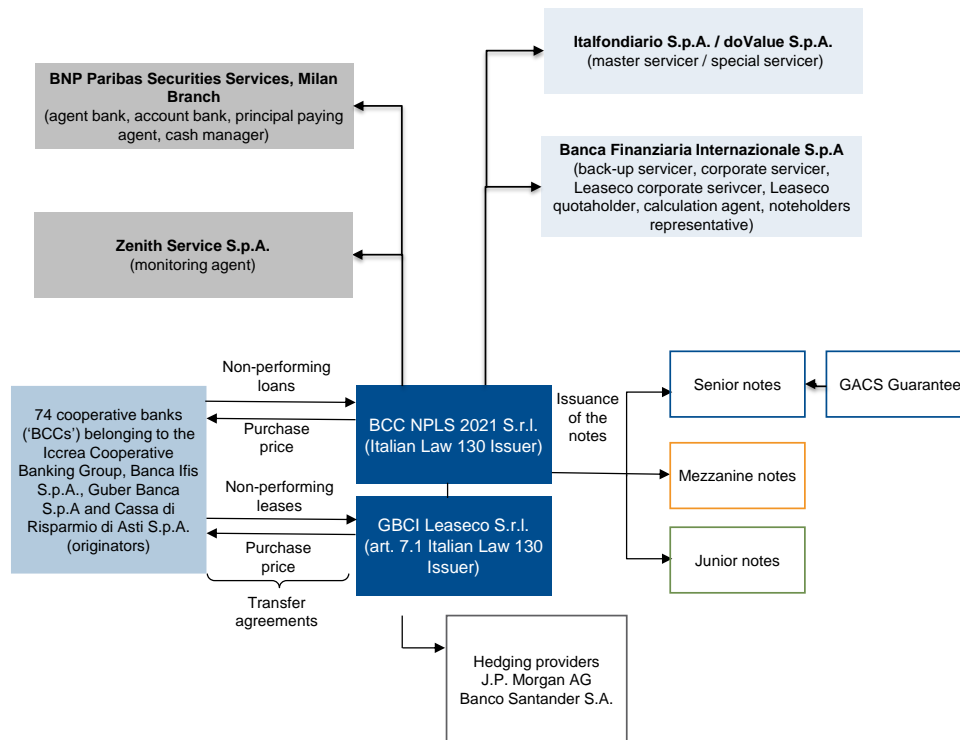 Italfondiario S.p.A. / doValue S.p.A.
(master servicer / special servicer)
BNP Paribas Securities Services, Milan
Branch
(agent bank, account bank, principal paying
agent, cash manager)
Banca Finanziaria Internazionale S.p.A
(back-up servicer, corporate servicer,
Leaseco corporate serivcer, Leaseco
quotaholder, calculation agent, noteholders
representative)
Zenith Service S.p.A.
(monitoring agent)
Non-performing
loans
Purchase
price
Non-performing
leases
Purchase
price
Transfer
agreements
74 cooperative banks
(‘BCCs’) belonging to the
Iccrea Cooperative
Banking Group, Banca Ifis
S.p.A., Guber Banca
S.p.A and Cassa di
Risparmio di Asti S.p.A.
(originators)
BCC NPLS 2021 S.r.l.
(Italian Law 130 Issuer)
GBCI Leaseco S.r.l.
(art. 7.1 Italian Law 130
Issuer)
Issuance
of the
notes
Senior notes
GACS Guarantee
Mezzanine notes
Junior notes
Hedging providers
J.P. Morgan AG
Banco Santander S.A.